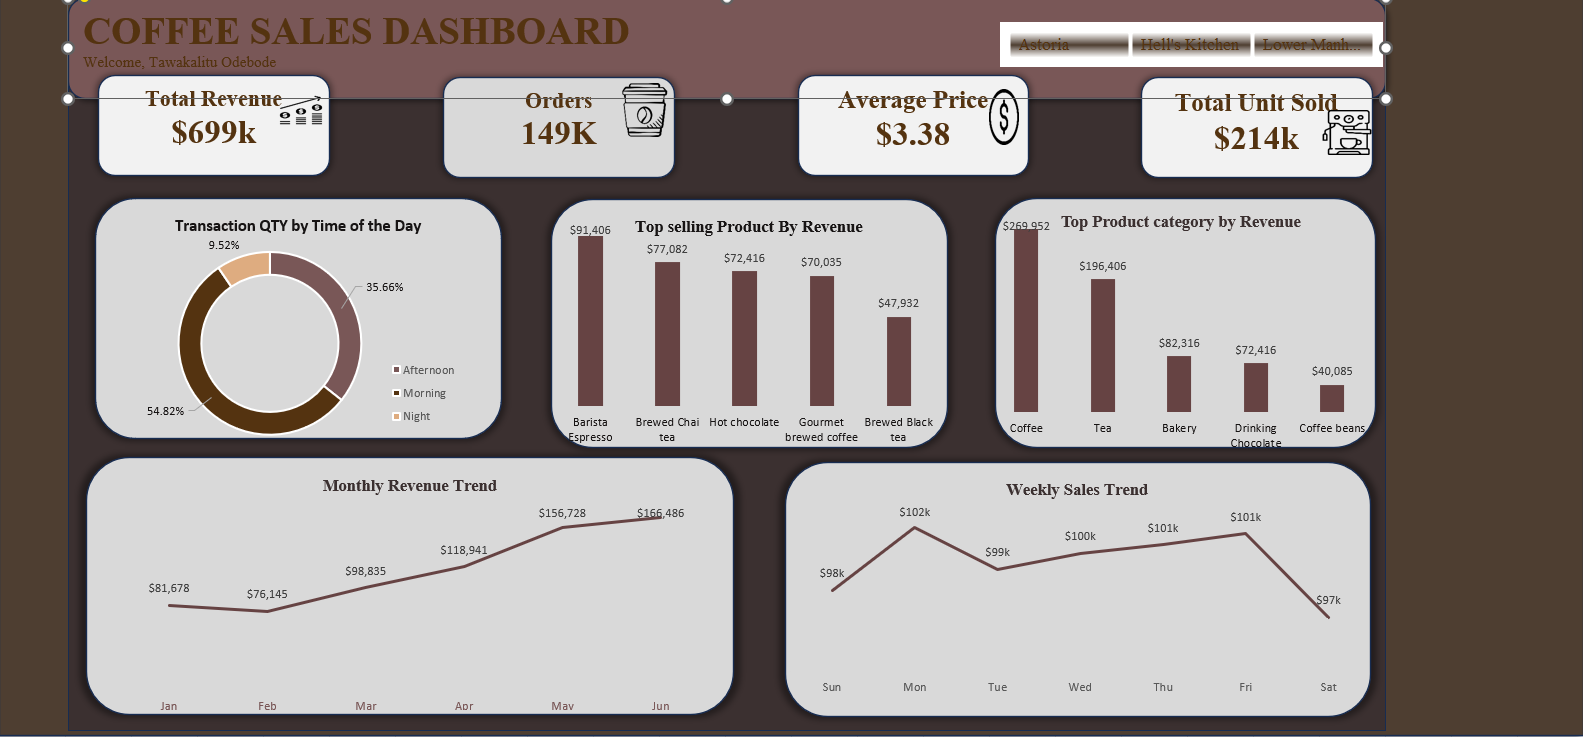 COFFEE SALES DASHBOARD
Welcome, Tawakalitu Odebode
Astoria
Hell's Kitchen
Lower Manh...
Total Revenue
$699k
Orders
149K
Average Price
$3.38
Total Unit Sold
$214k
Transaction QTY by Time of the Day
9.52%
35.66%
54.82%
Afternoon
Morning
Night
Top selling Product By Revenue
$91,406
$77,082
$72,416
$70,035
$47,932
Barista
Espresso
Brewed Chai
tea
Hot chocolate
Gourmet
brewed coffee
Brewed Black
tea
Top Product category by Revenue
$269,952
$196,406
$82,316
$72,416
$40,085
Coffee
Tea
Bakery
Drinking
Chocolate
Coffee beans
Monthly Revenue Trend
$81,678
$76,145
$98,835
$118,941
$156,728
$166,486
Jan
Feb
Mar
Apr
May
Jun
Weekly Sales Trend
$98k
$102k
$99k
$100k
$101k
$101k
$97k
Sun
Mon
Tue
Wed
Thu
Fri
Sat